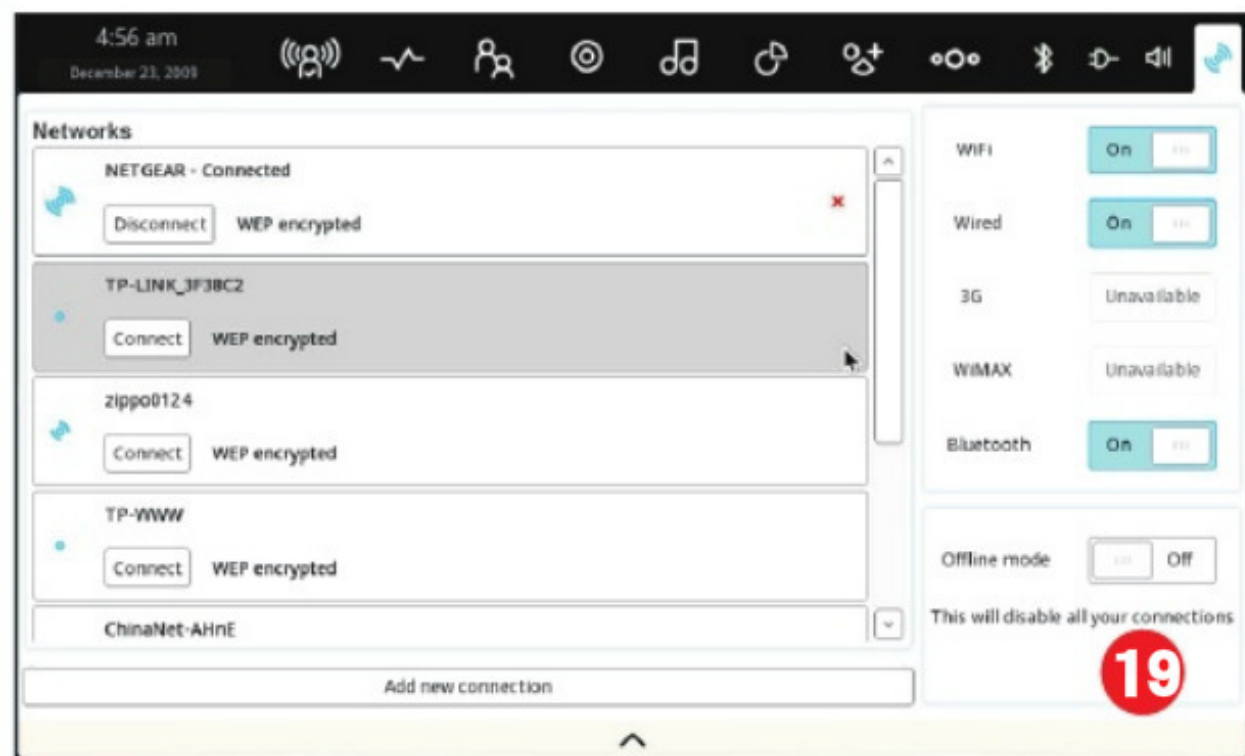 4:56 am
December 23, 2009
Networks
NETGEAR - Connected
Disconnect WEP encrypted
TP-LINK_3F38C2
Connect WEP encrypted
zippo0124
Connect WEP encrypted
TP-WWW
Connect WEP encrypted
ChinaNet-AHnE
Add new connection
WiFi On
Wired On
3G Unavailable
WiMAX Unavailable
Bluetooth On
Offline mode Off
This will disable all your connections
19